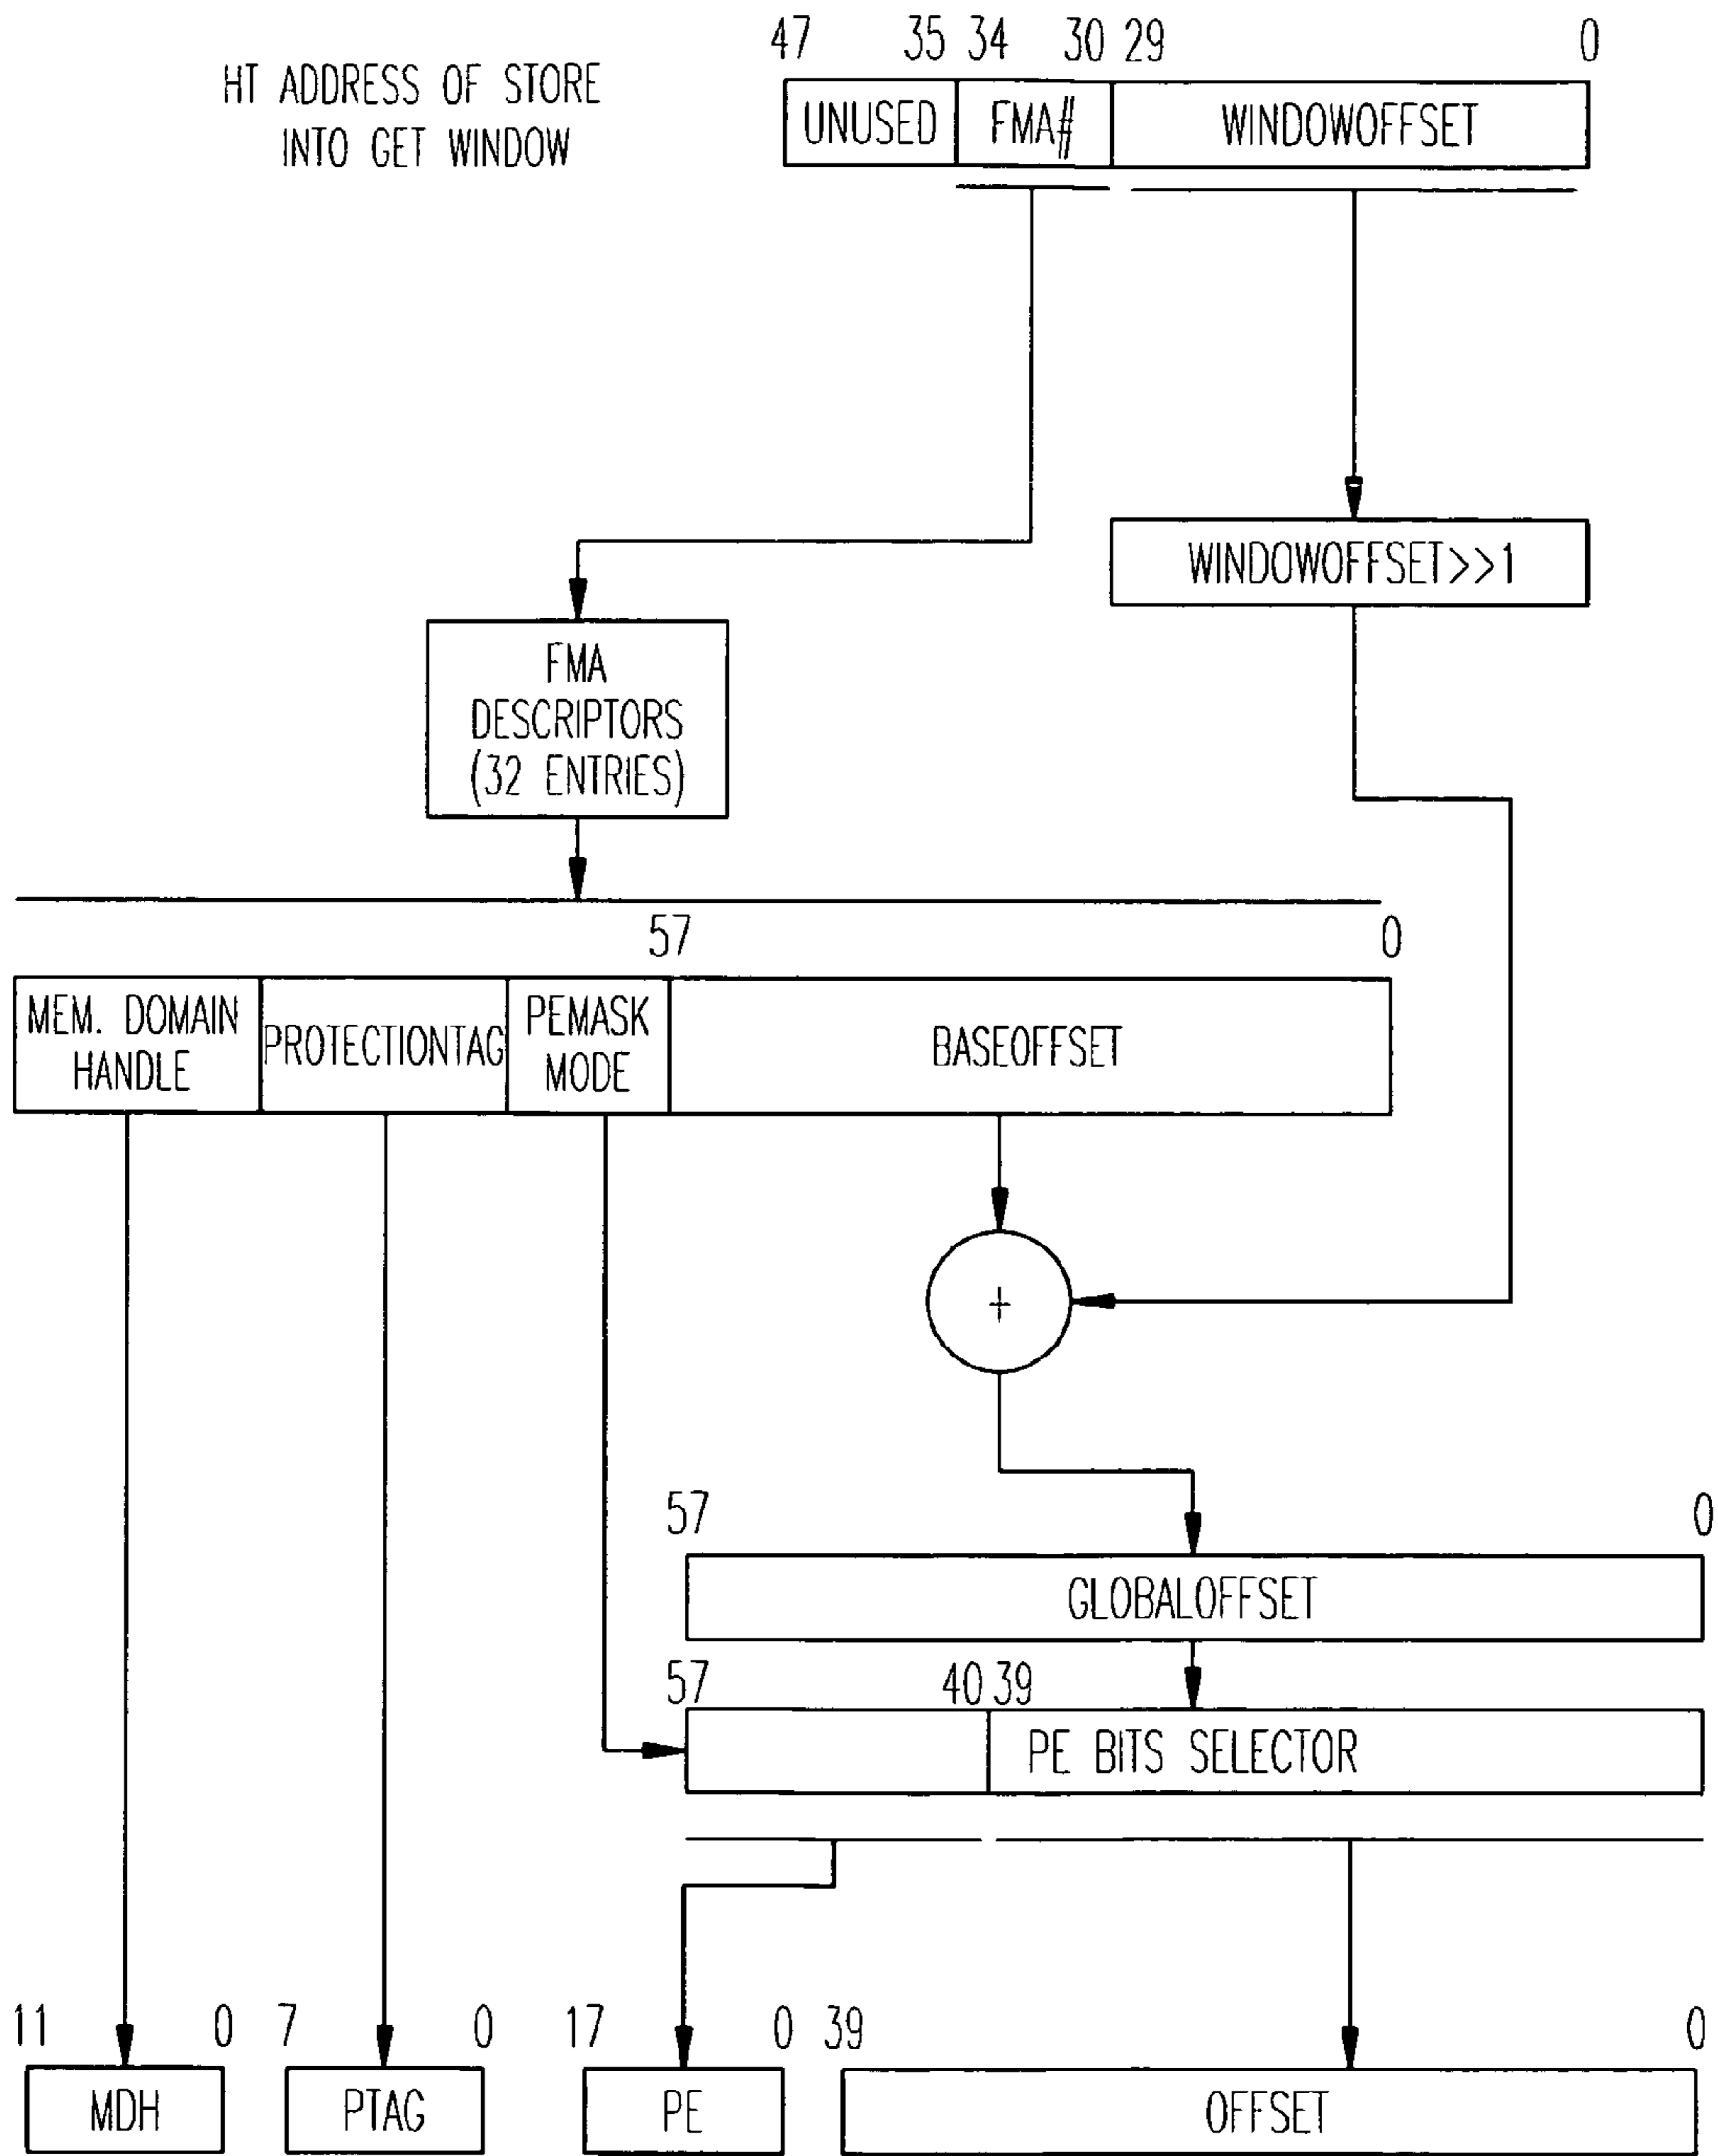 47 35 34 30 29 0
HT ADDRESS OF STORE
INTO GET WINDOW
UNUSED FMA# WINDOWOFFSET
WINDOWOFFSET>>1
FMA
DESCRIPTORS
(32 ENTRIES)
57 0
MEM. DOMAIN
HANDLE
PROTECTIONTAG
PEMASK
MODE
BASEOFFSET
+
57 0
GLOBALOFFSET
57 40 39
PE BITS SELECTOR
11 0 7 0 17 0 39 0
MDH PTAG PE OFFSET